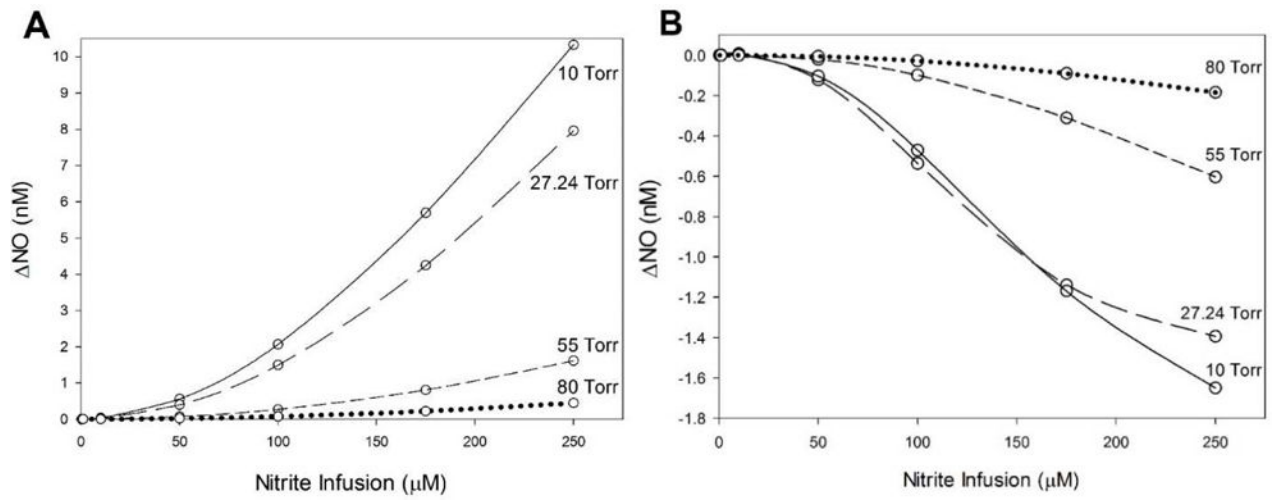 A
10
9
8
7
6
5
4
3
2
1
0
ΔNO (nM)
10 Torr
27.24 Torr
55 Torr
80 Torr
0 50 100 150 200 250
Nitrite Infusion (μM)
B
0.0
-0.2
-0.4
-0.6
-0.8
-1.0
-1.2
-1.4
-1.6
-1.8
ΔNO (nM)
80 Torr
55 Torr
27.24 Torr
10 Torr
0 50 100 150 200 250
Nitrite Infusion (μM)